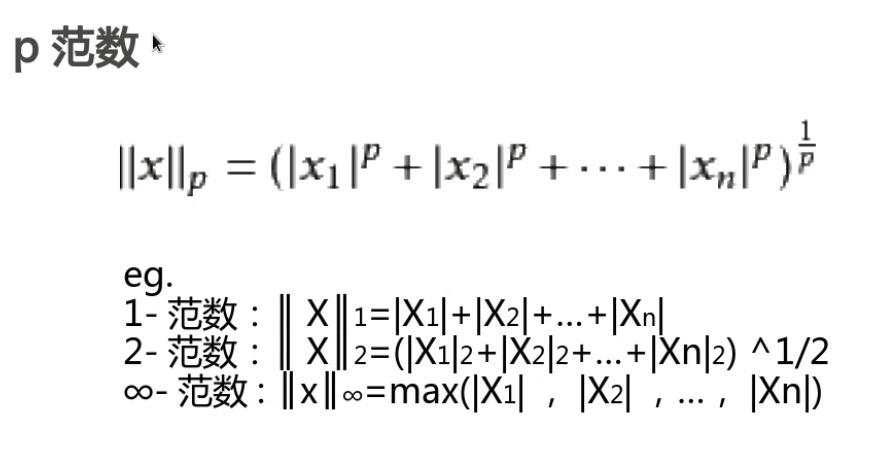 p 范数
‖x‖ₚ = (|x₁|ᵖ + |x₂|ᵖ + ··· + |xₙ|ᵖ)^(1/p)
eg.
1- 范数：‖ X‖₁=|X₁|+|X₂|+...+|Xn|
2- 范数：‖ X‖₂=(|X₁|₂+|X₂|₂+...+|Xn|₂) ^1/2
∞- 范数：‖x‖∞=max(|X₁| ，|X₂| ，...，|Xn|)